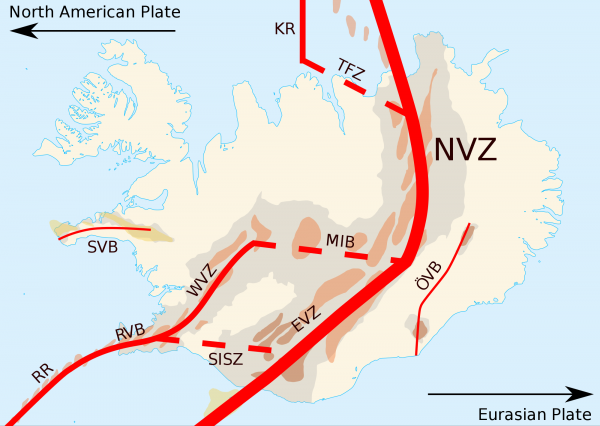 North American Plate
KR
TFZ
NVZ
SVB
MIB
WVZ
ÖVB
EVZ
RVB
SISZ
RR
Eurasian Plate